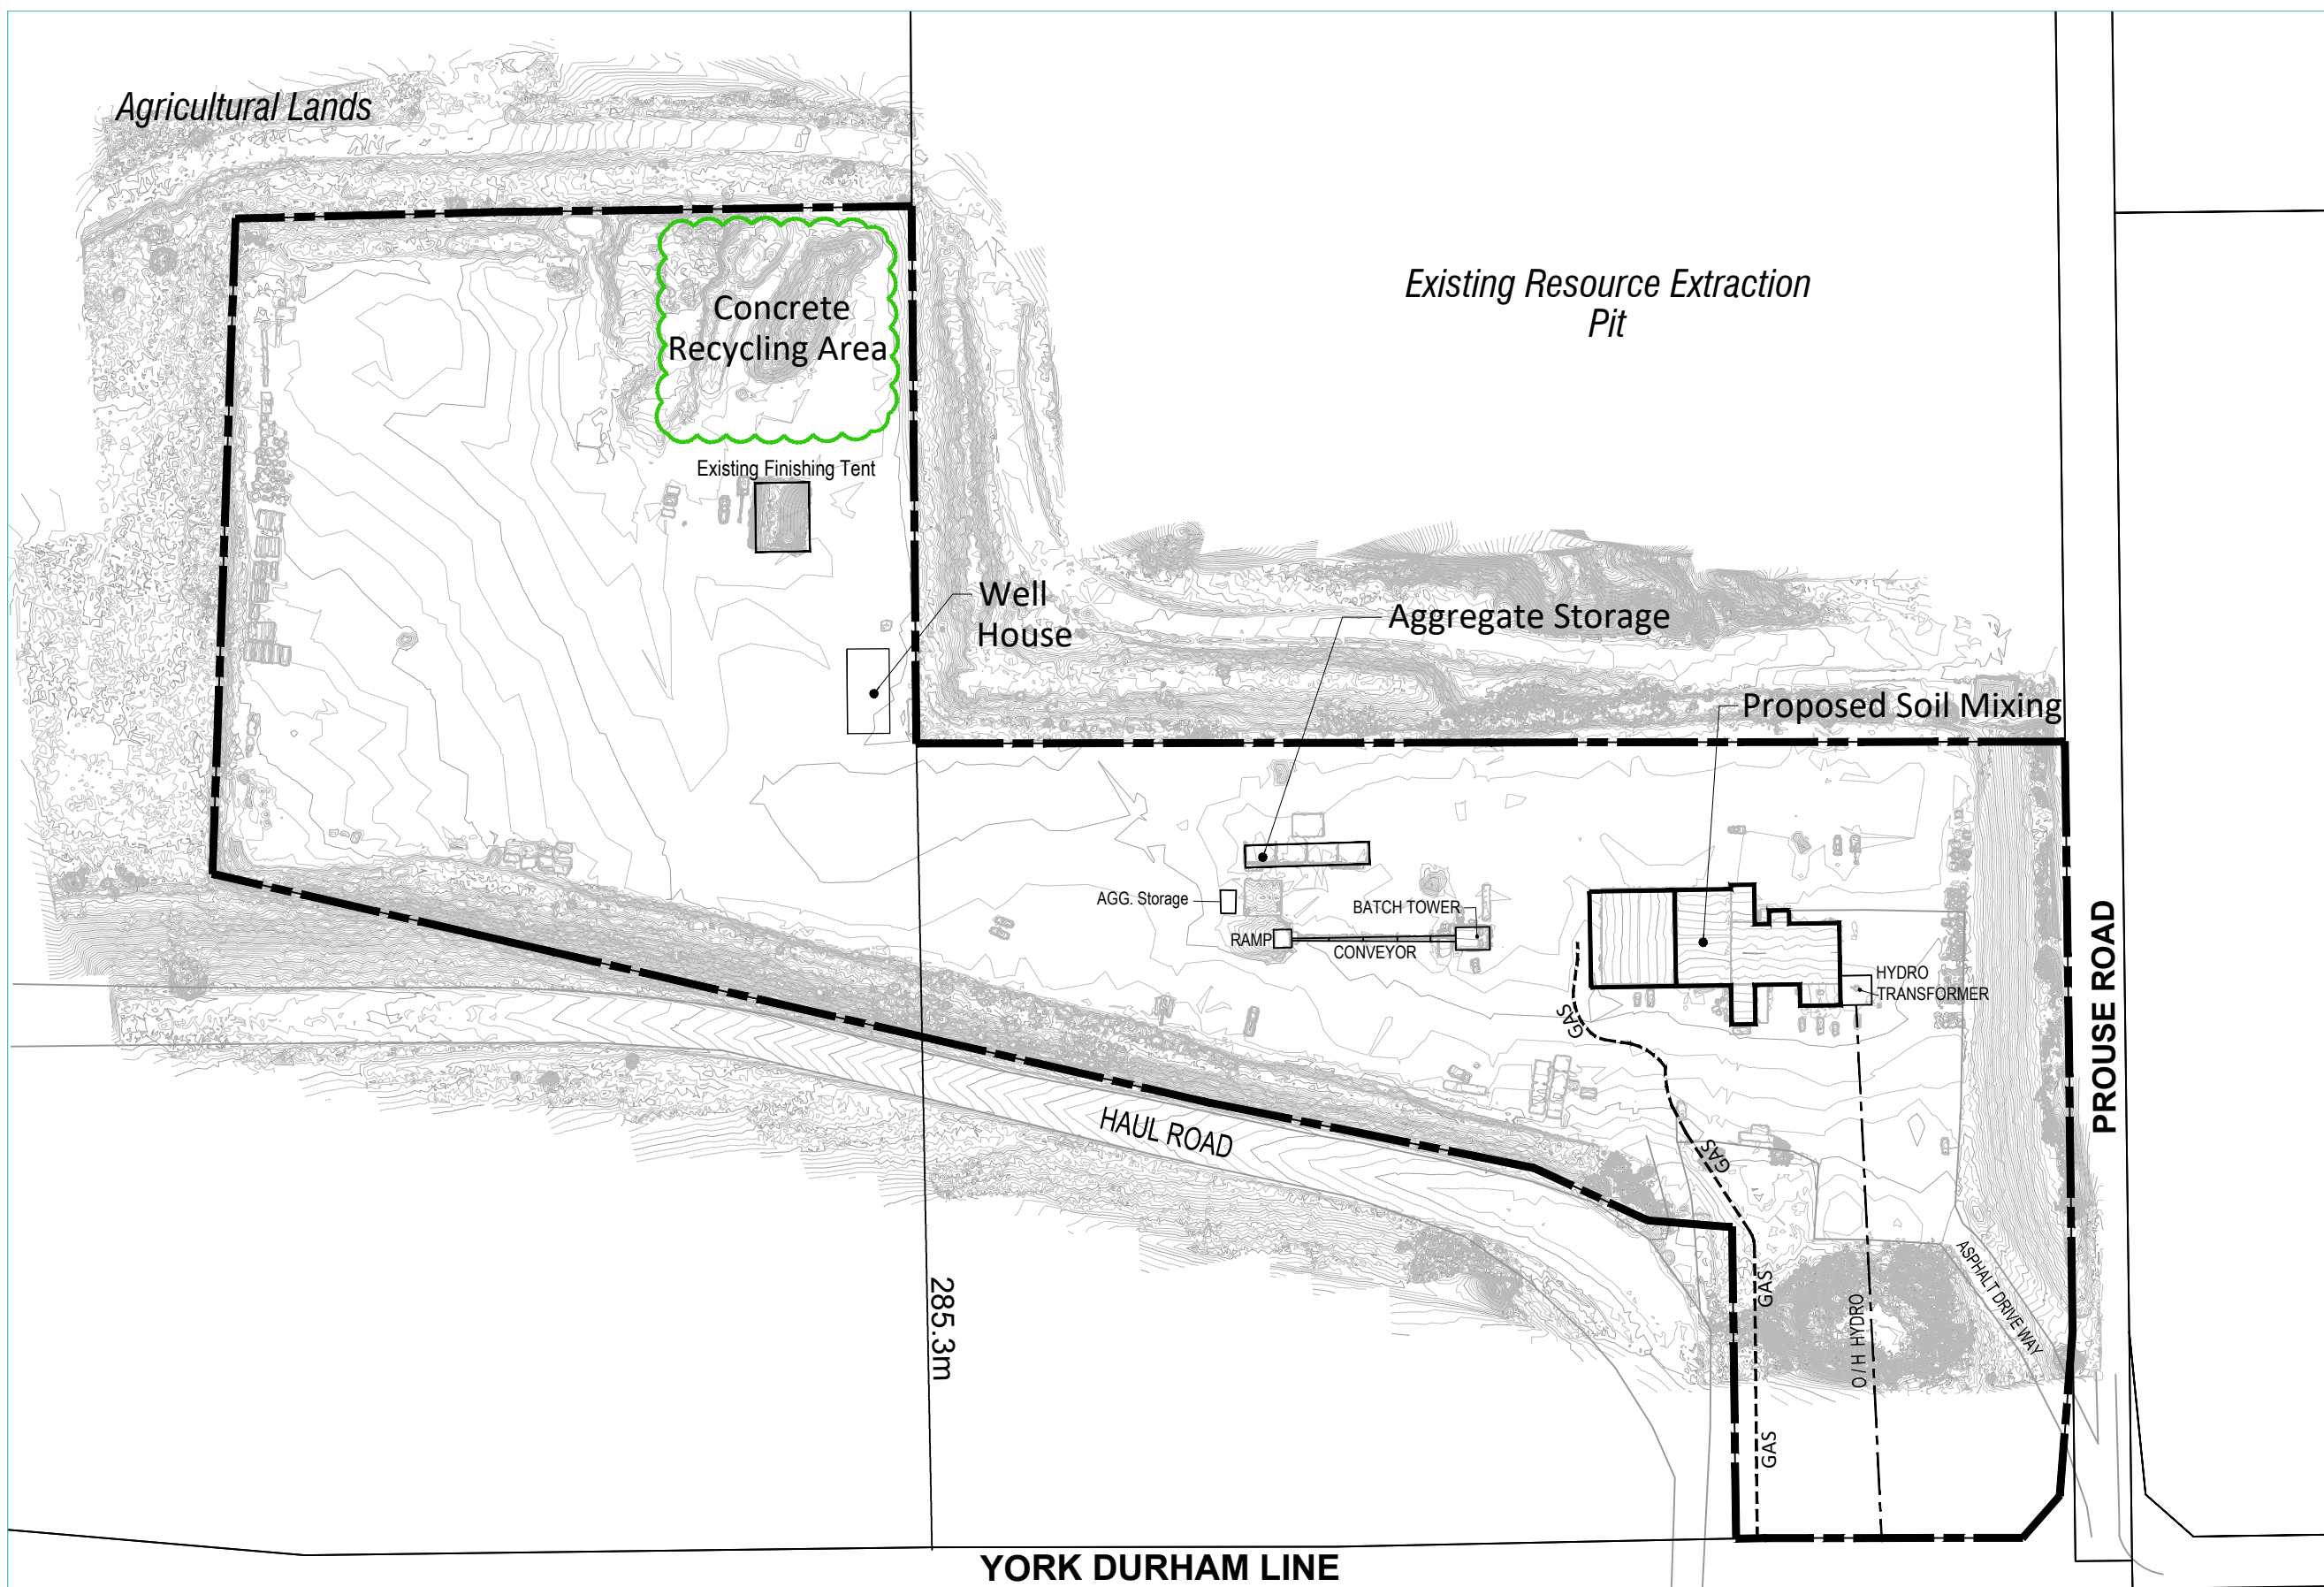 Agricultural Lands
Existing Resource Extraction
Pit
Concrete
Recycling Area
Existing Finishing Tent
Well
House
Aggregate Storage
Proposed Soil Mixing
AGG. Storage
BATCH TOWER
RAMP
CONVEYOR
HYDRO
TRANSFORMER
GAS
PROUSE ROAD
HAUL ROAD
GAS
ASPHALT DRIVE WAY
GAS
O / H HYDRO
285.3m
GAS
YORK DURHAM LINE